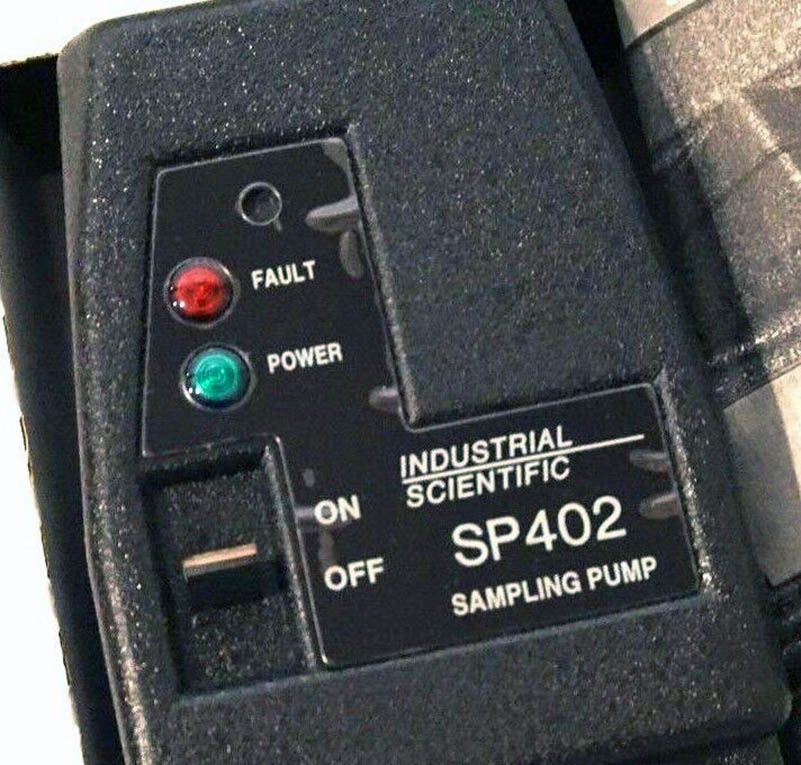 FAULT
POWER
INDUSTRIAL
SCIENTIFIC
ON
SP402
OFF
SAMPLING PUMP